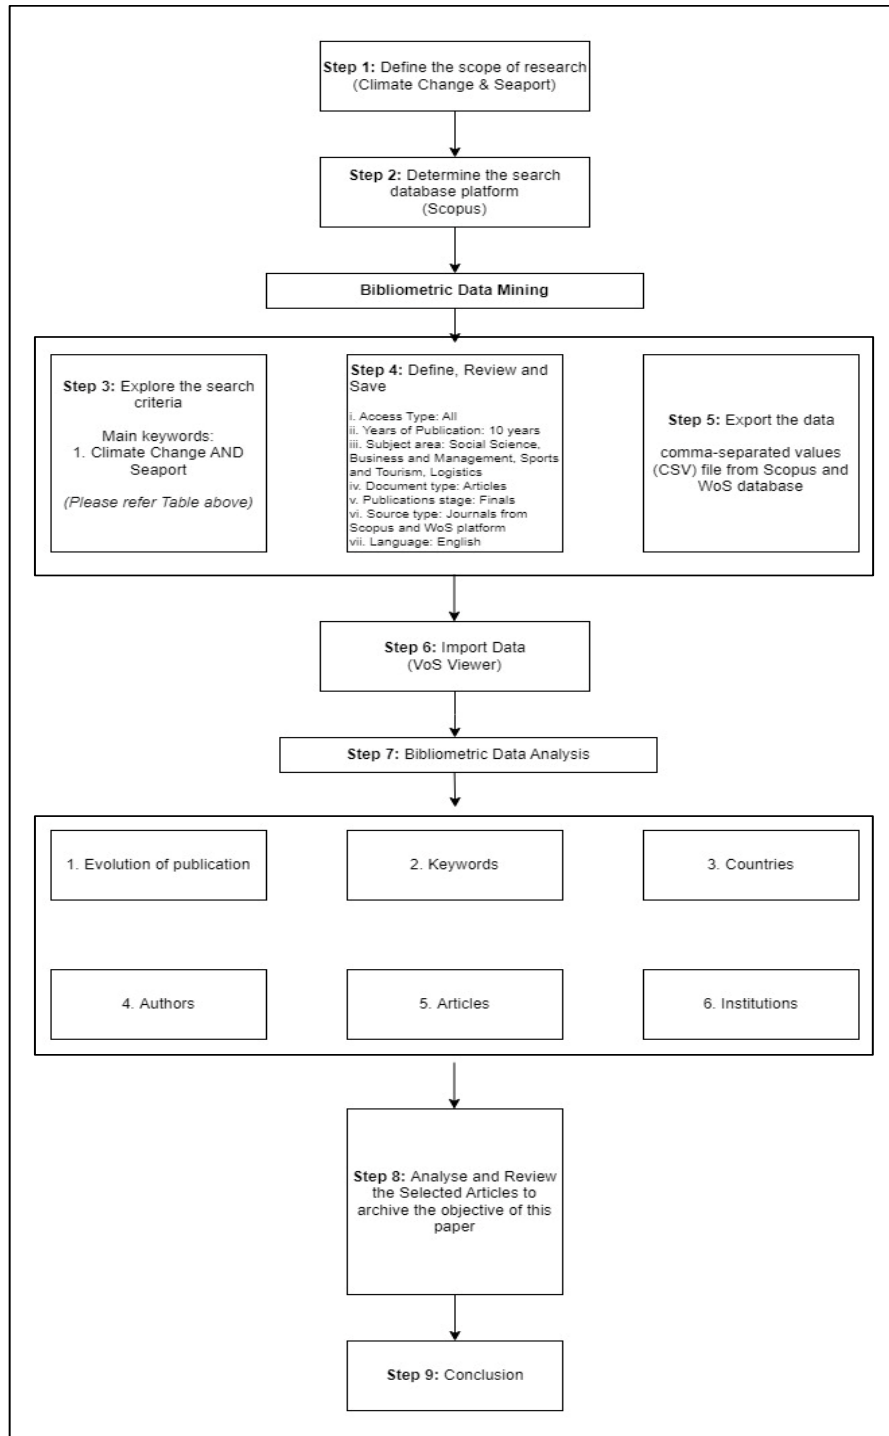 Step 1: Define the scope of research
(Climate Change & Seaport)
Step 2: Determine the search
database platform
(Scopus)
Bibliometric Data Mining
Step 3: Explore the search
criteria
Main keywords:
1. Climate Change AND
Seaport
(Please refer Table above)
Step 4: Define, Review and
Save
i. Access Type: All
ii. Years of Publication: 10 years
iii. Subject area: Social Science,
Business and Management, Sports
and Tourism, Logistics
iv. Document type: Articles
v. Publications stage: Finals
vi. Source type: Journals from
Scopus and WoS platform
vii. Language: English
Step 5: Export the data
comma-separated values
(CSV) file from Scopus and
WoS database
Step 6: Import Data
(VoS Viewer)
Step 7: Bibliometric Data Analysis
1. Evolution of publication
2. Keywords
3. Countries
4. Authors
5. Articles
6. Institutions
Step 8: Analyse and Review
the Selected Articles to
archive the objective of this
paper
Step 9: Conclusion